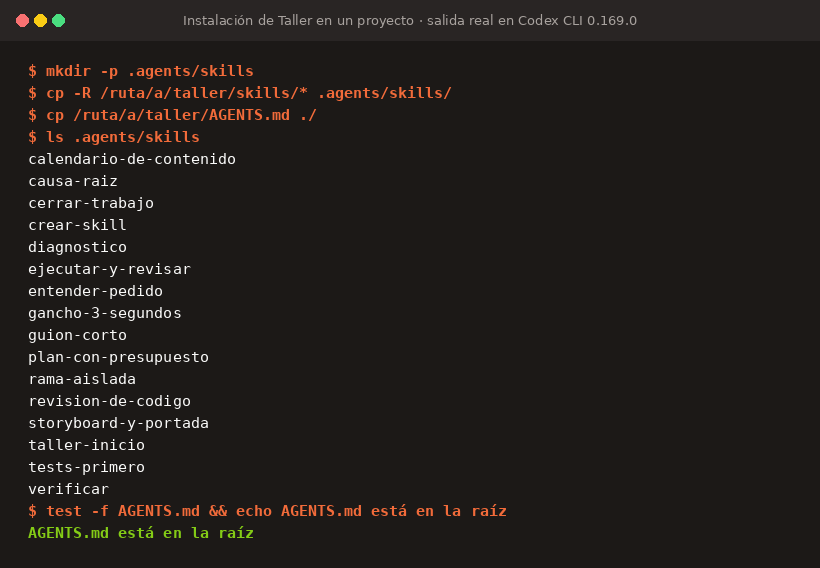 Instalación de Taller en un proyecto · salida real en Codex CLI 0.169.0
$ mkdir -p .agents/skills
$ cp -R /ruta/a/taller/skills/* .agents/skills/
$ cp /ruta/a/taller/AGENTS.md ./
$ ls .agents/skills
calendario-de-contenido
causa-raiz
cerrar-trabajo
crear-skill
diagnostico
ejecutar-y-revisar
entender-pedido
gancho-3-segundos
guion-corto
plan-con-presupuesto
rama-aislada
revision-de-codigo
storyboard-y-portada
taller-inicio
tests-primero
verificar
$ test -f AGENTS.md && echo AGENTS.md está en la raíz
AGENTS.md está en la raíz